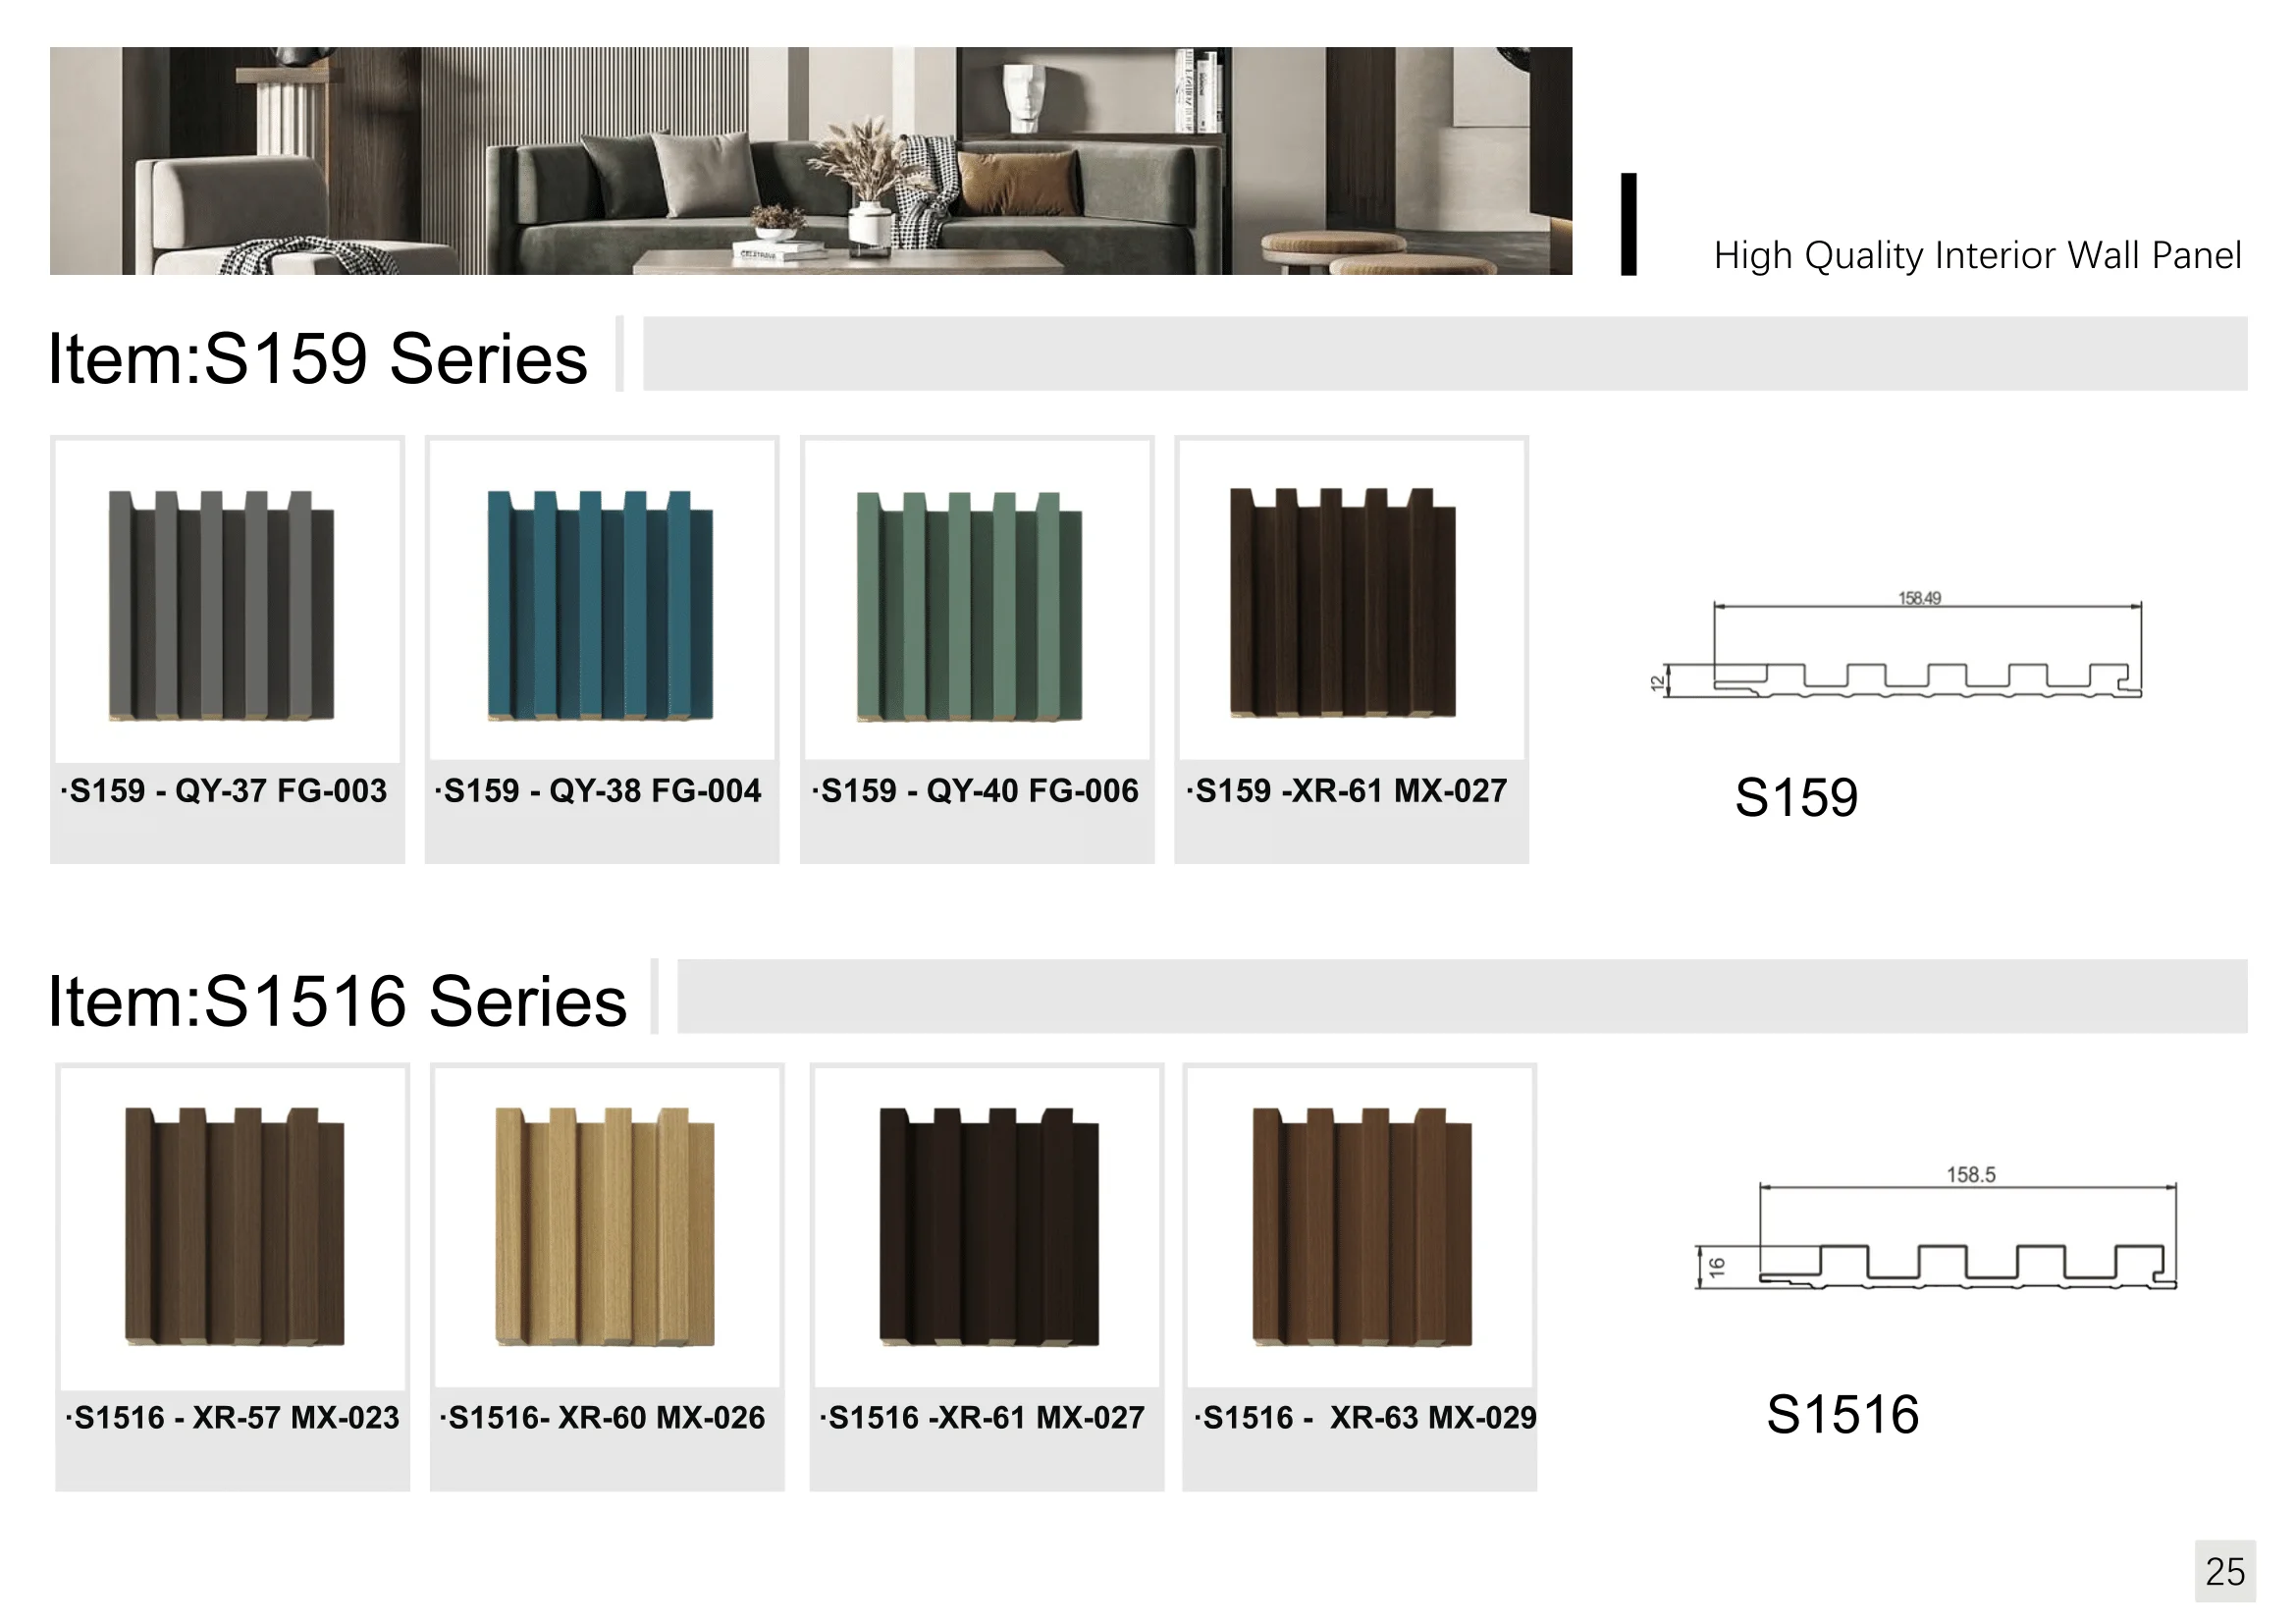 High Quality Interior Wall Panel
Item:S159 Series
·S159 - QY-37 FG-003
·S159 - QY-38 FG-004
·S159 - QY-40 FG-006
·S159 -XR-61 MX-027
158.49
12
S159
Item:S1516 Series
·S1516 - XR-57 MX-023
·S1516- XR-60 MX-026
·S1516 -XR-61 MX-027
·S1516 -  XR-63 MX-029
158.5
16
S1516
25